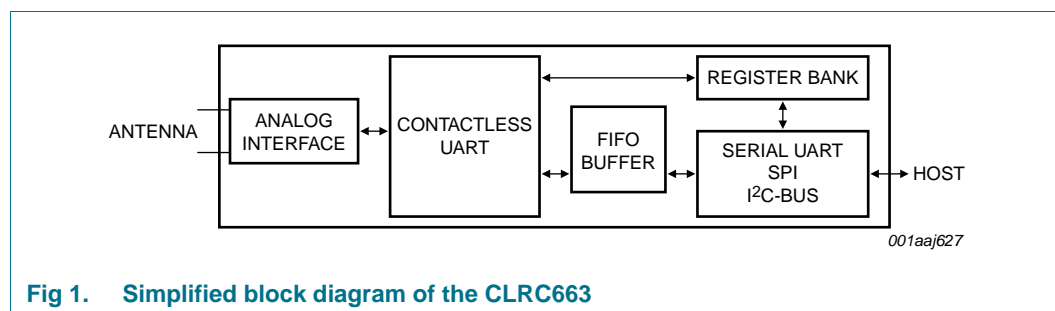 ANTENNA
ANALOG
INTERFACE
CONTACTLESS
UART
FIFO
BUFFER
REGISTER BANK
SERIAL UART
SPI
I²C-BUS
HOST
001aaj627
Fig 1. Simplified block diagram of the CLRC663